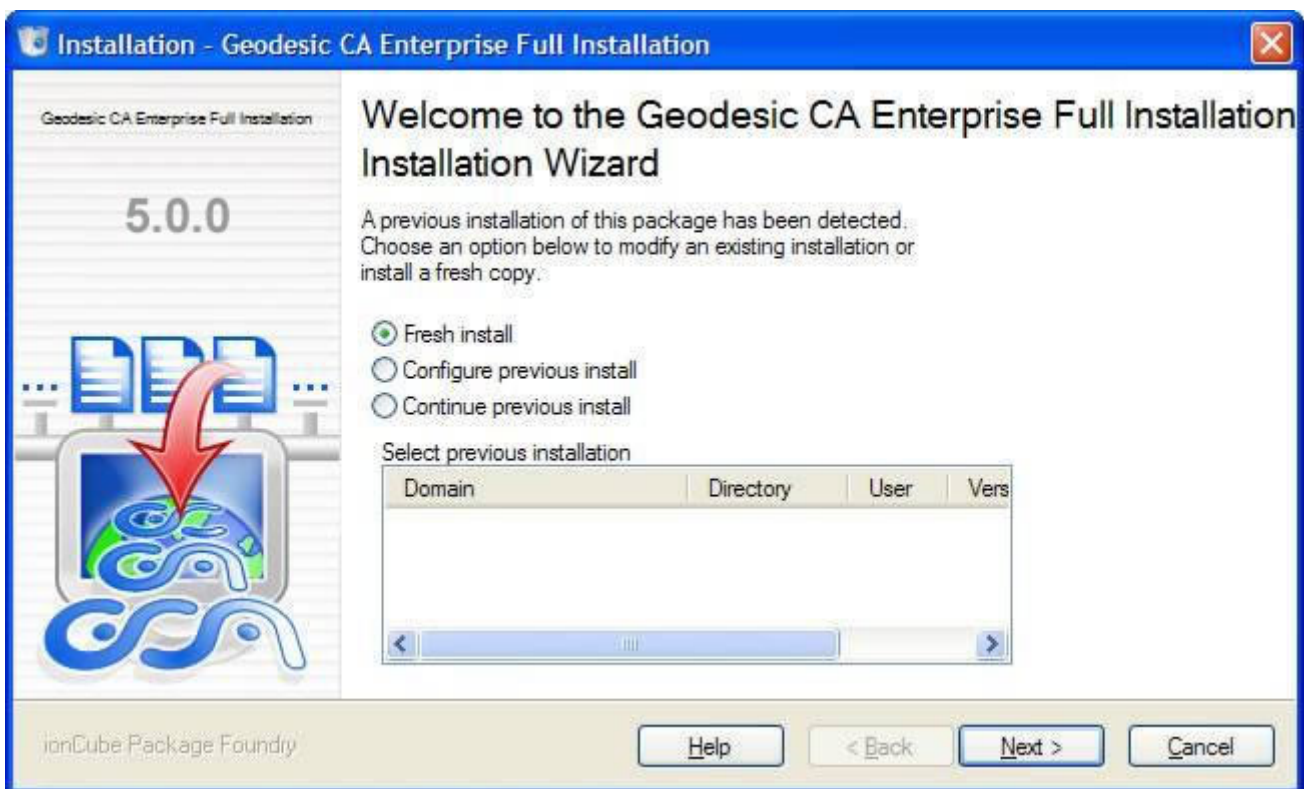 Installation - Geodesic CA Enterprise Full Installation
Geodesic CA Enterprise Full Installation
5.0.0
Welcome to the Geodesic CA Enterprise Full Installation
Installation Wizard
A previous installation of this package has been detected.
Choose an option below to modify an existing installation or
install a fresh copy.
Fresh install
Configure previous install
Continue previous install
Select previous installation
Domain Directory User Vers
ionCube Package Foundry
Help < Back Next > Cancel